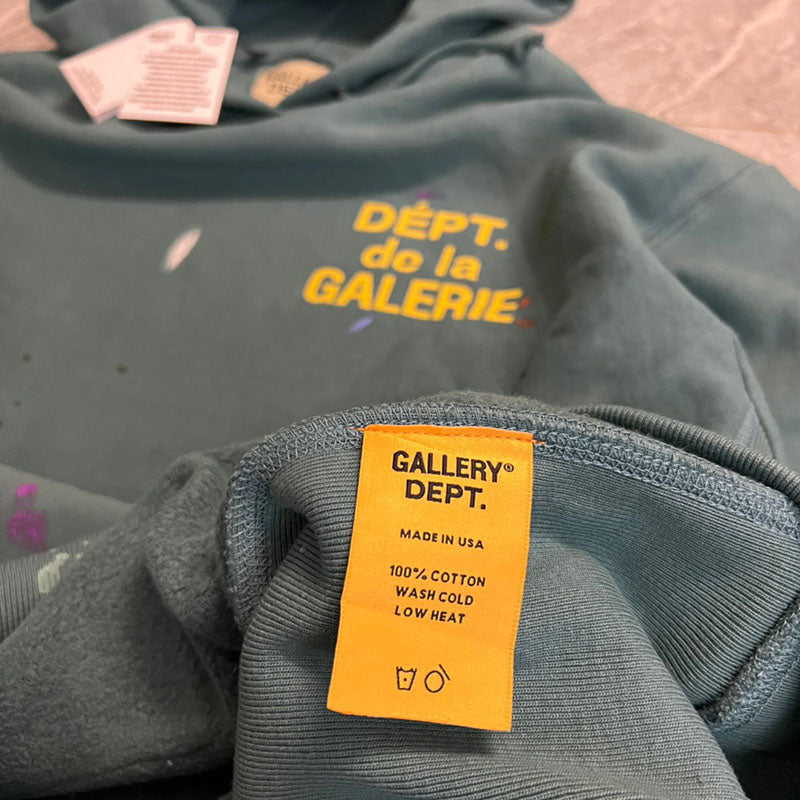 DÉPT.
de la
GALERIE
GALLERY®
DEPT.
MADE IN USA
100% COTTON
WASH COLD
LOW HEAT